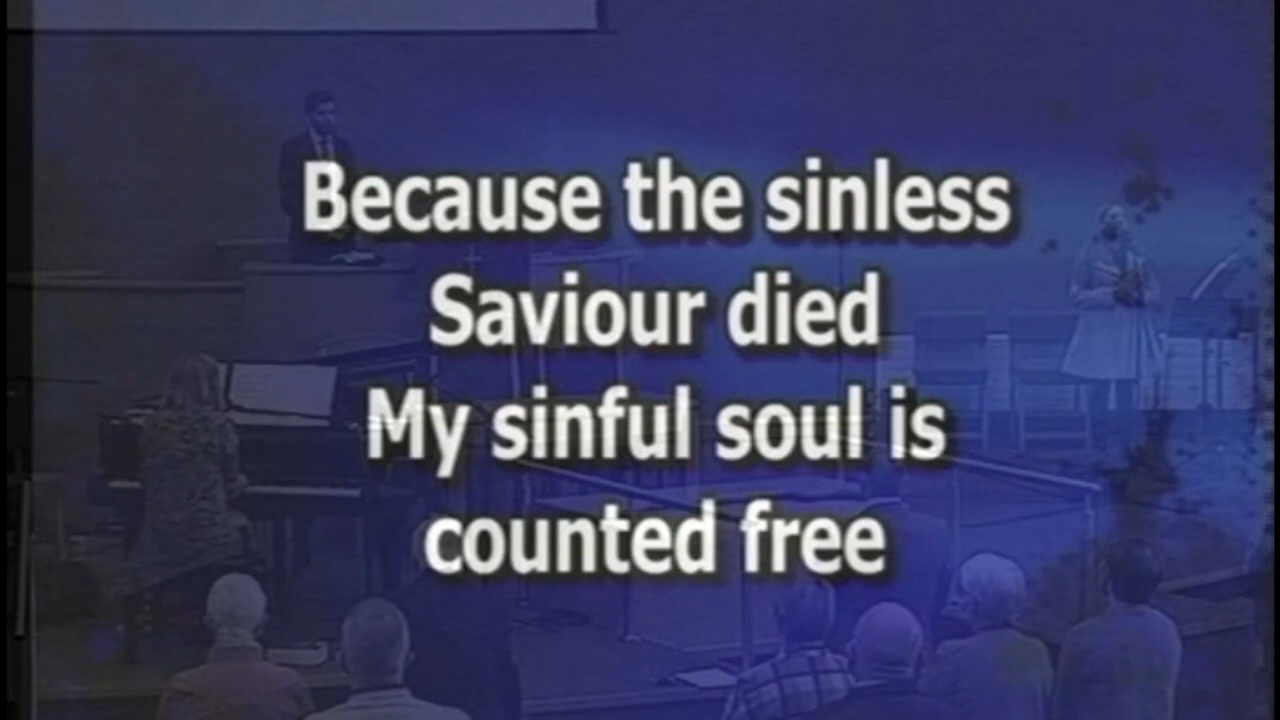 Because the sinless
Saviour died
My sinful soul is
counted free